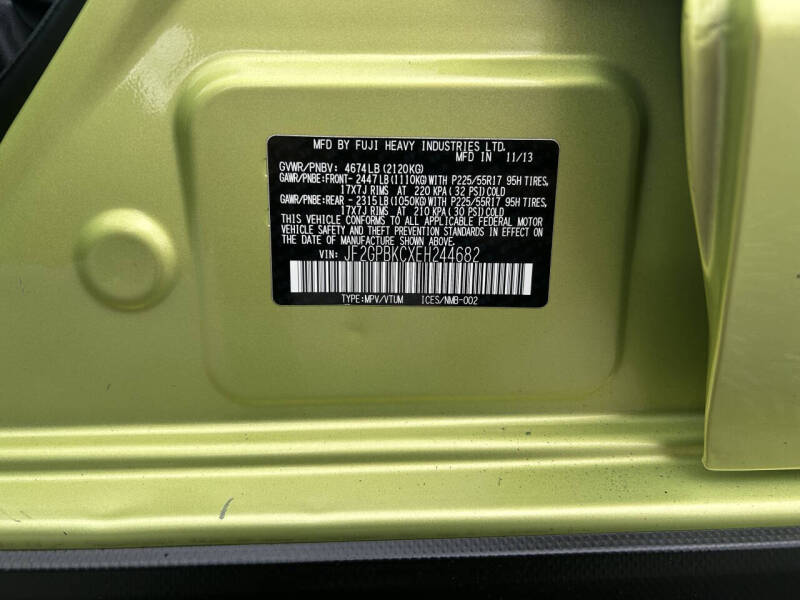 MFD BY FUJI HEAVY INDUSTRIES LTD.
MFD IN 11/13
GVWR/PNBV: 4674LB(2120KG)
GAWR/PNBE:FRONT- 2447LB(1110KG)WITH P225/55R17 95H TIRES,
17X7J RIMS AT 220 KPA(32 PSI)COLD
GAWR/PNBE:REAR - 2315LB(1050KG)WITH P225/55R17 95H TIRES,
17X7J RIMS AT 210 KPA(30 PSI)COLD
THIS VEHICLE CONFORMS TO ALL APPLICABLE FEDERAL MOTOR
VEHICLE SAFETY AND THEFT PREVENTION STANDARDS IN EFFECT ON
THE DATE OF MANUFACTURE SHOWN ABOVE.
VIN: JF2GPBKCXEH244682
TYPE:MPV/VTUM ICES/NMB-002